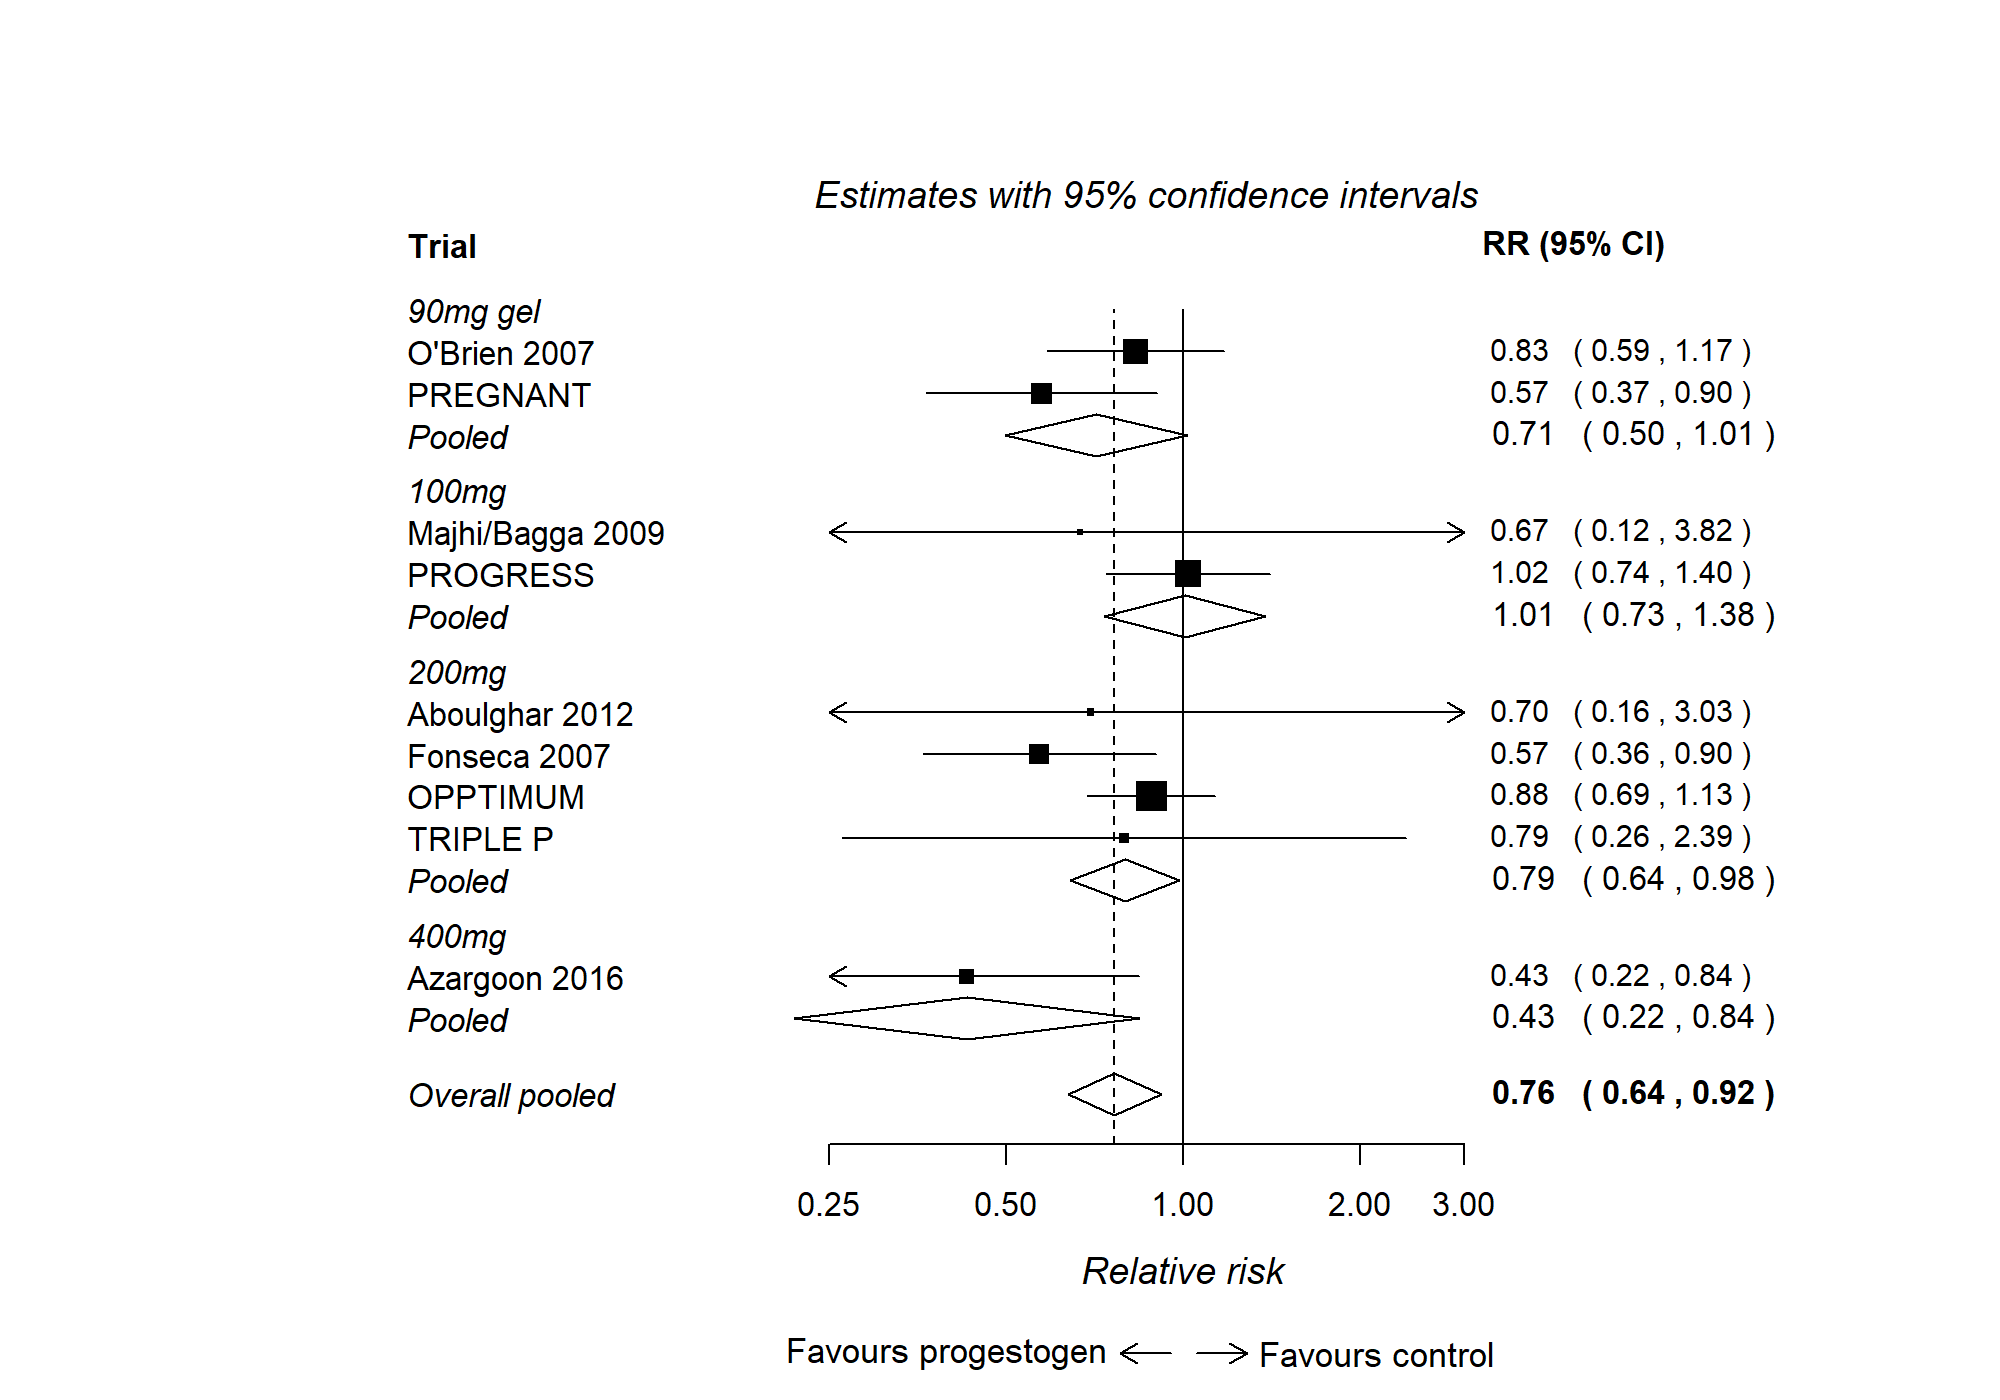 Estimates with 95% confidence intervals
Trial RR (95% CI)
90mg gel
O'Brien 2007 0.83 ( 0.59 , 1.17 )
PREGNANT 0.57 ( 0.37 , 0.90 )
Pooled 0.71 ( 0.50 , 1.01 )
100mg
Majhi/Bagga 2009 0.67 ( 0.12 , 3.82 )
PROGRESS 1.02 ( 0.74 , 1.40 )
Pooled 1.01 ( 0.73 , 1.38 )
200mg
Aboulghar 2012 0.70 ( 0.16 , 3.03 )
Fonseca 2007 0.57 ( 0.36 , 0.90 )
OPPTIMUM 0.88 ( 0.69 , 1.13 )
TRIPLE P 0.79 ( 0.26 , 2.39 )
Pooled 0.79 ( 0.64 , 0.98 )
400mg
Azargoon 2016 0.43 ( 0.22 , 0.84 )
Pooled 0.43 ( 0.22 , 0.84 )
Overall pooled 0.76 ( 0.64 , 0.92 )
0.25 0.50 1.00 2.00 3.00
Relative risk
Favours progestogen Favours control